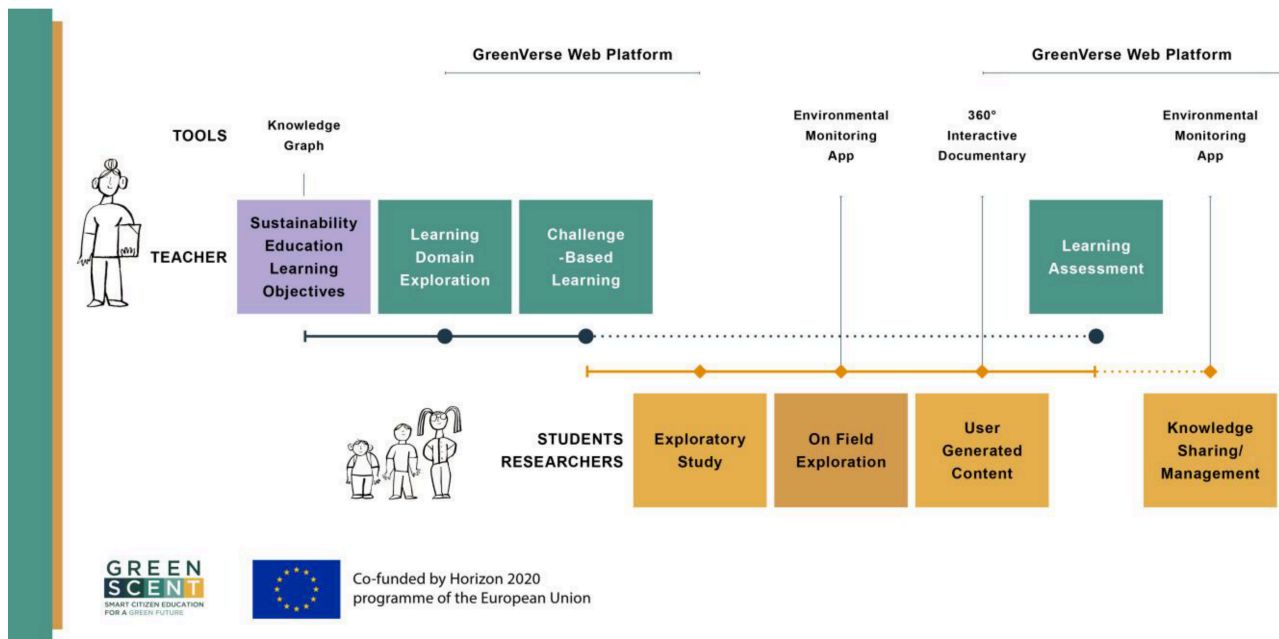 GreenVerse Web Platform
GreenVerse Web Platform
TOOLS
Knowledge
Graph
Environmental
Monitoring
App
360°
Interactive
Documentary
Environmental
Monitoring
App
TEACHER
Sustainability
Education
Learning
Objectives
Learning
Domain
Exploration
Challenge
-Based
Learning
Learning
Assessment
STUDENTS
RESEARCHERS
Exploratory
Study
On Field
Exploration
User
Generated
Content
Knowledge
Sharing/
Management
GREEN
SCENT
SMART CITIZEN EDUCATION
FOR A GREEN FUTURE
Co-funded by Horizon 2020
programme of the European Union